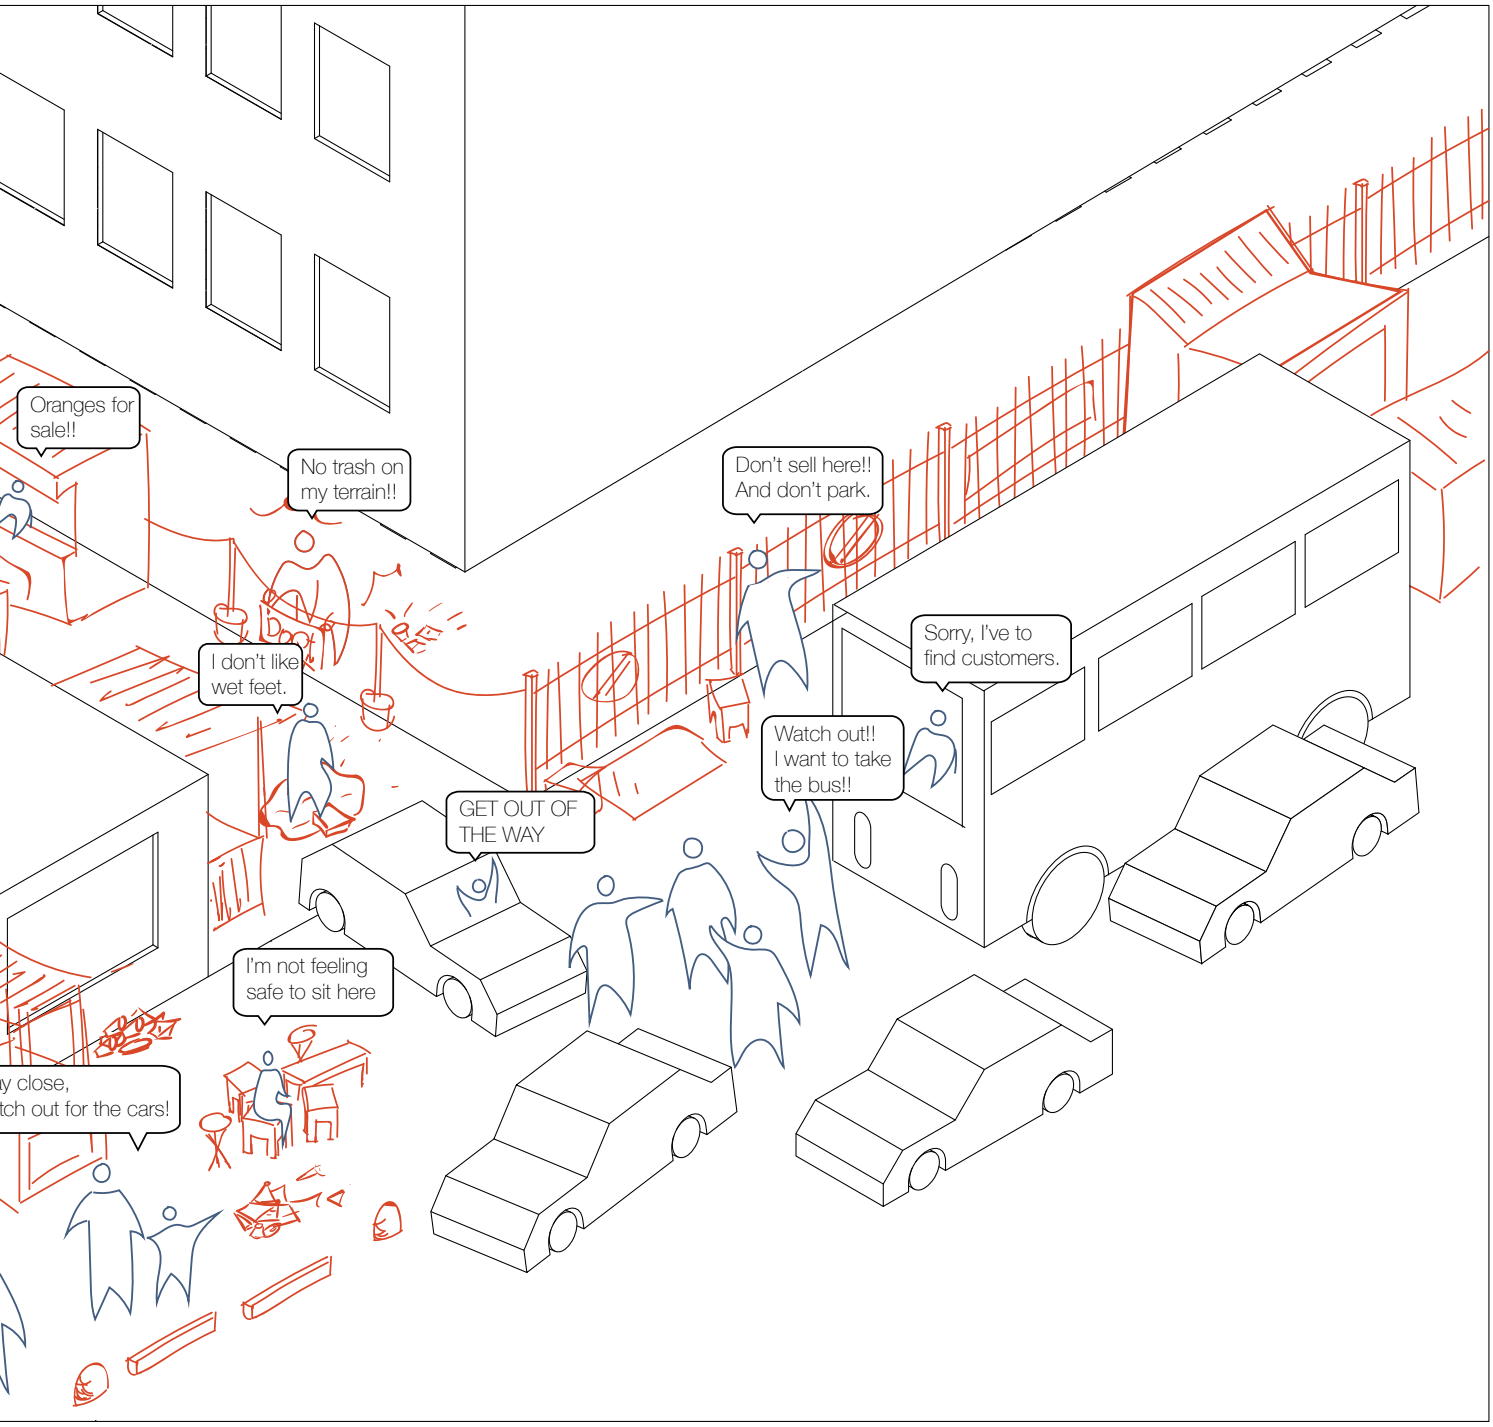 Oranges for
sale!!
No trash on
my terrain!!
Don't sell here!!
And don't park.
I don't like
wet feet.
Sorry, I've to
find customers.
Watch out!!
I want to take
the bus!!
GET OUT OF
THE WAY
I'm not feeling
safe to sit here
close,
out for the cars!